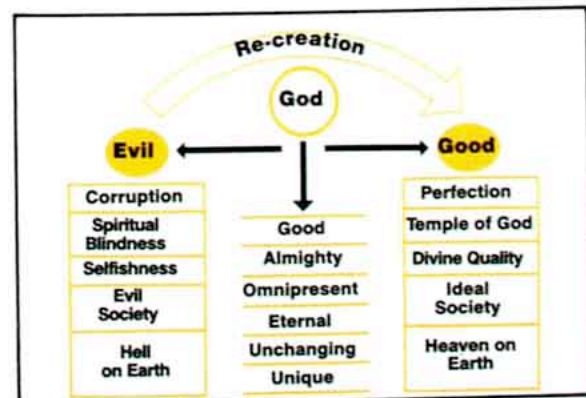 Re-creation
God
Evil
Good
Corruption
Spiritual
Blindness
Selfishness
Evil
Society
Hell
on Earth
Good
Almighty
Omnipresent
Eternal
Unchanging
Unique
Perfection
Temple of God
Divine Quality
Ideal
Society
Heaven on
Earth